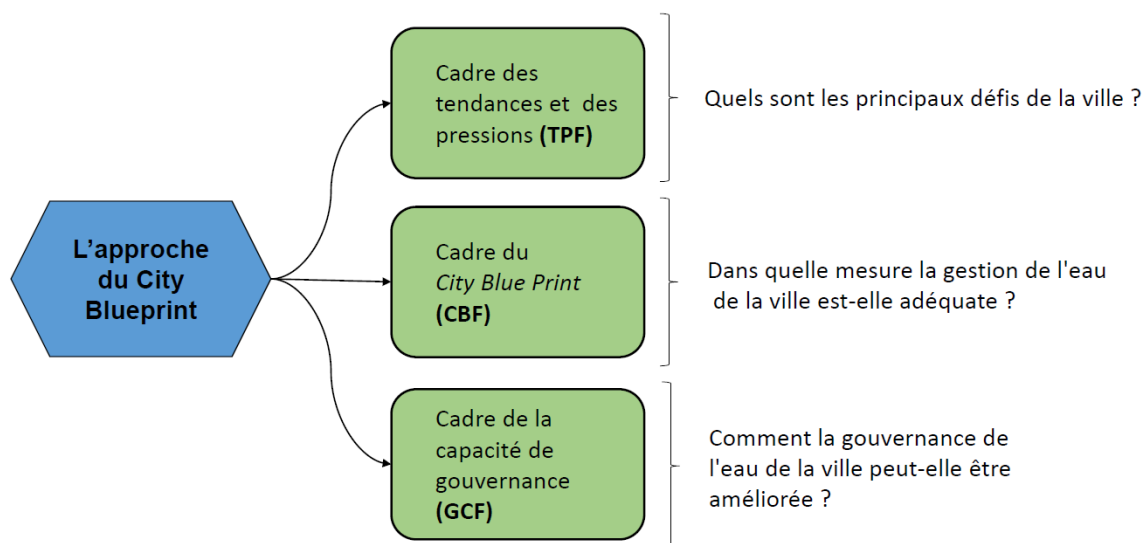 L’approche
du City
Blueprint
Cadre des
tendances et des
pressions (TPF)
Quels sont les principaux défis de la ville ?
Cadre du
City Blue Print
(CBF)
Dans quelle mesure la gestion de l'eau
de la ville est-elle adéquate ?
Cadre de la
capacité de
gouvernance
(GCF)
Comment la gouvernance de
l'eau de la ville peut-elle être
améliorée ?